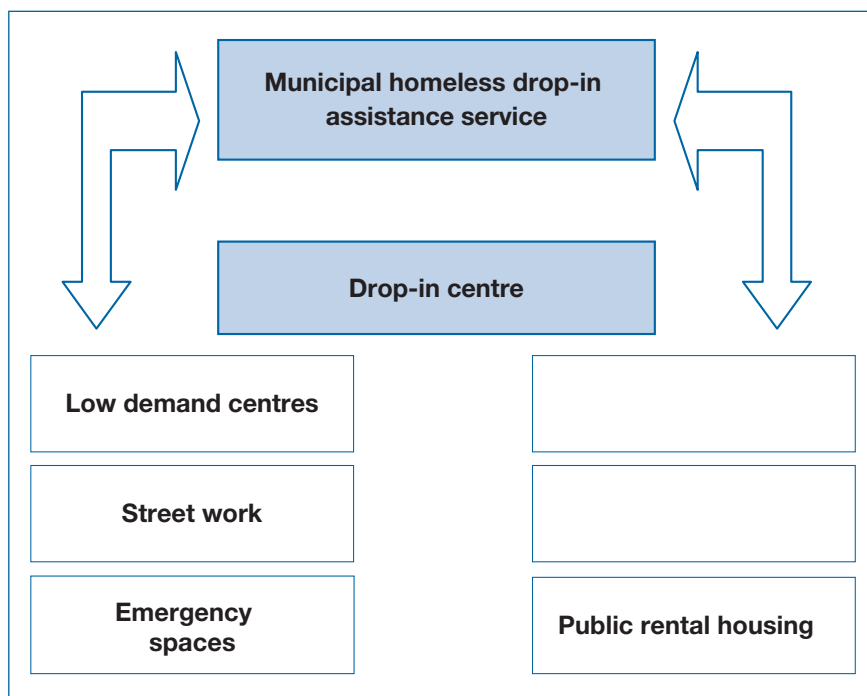 Municipal homeless drop-in
assistance service
Drop-in centre
Low demand centres
Street work
Emergency
spaces
Public rental housing